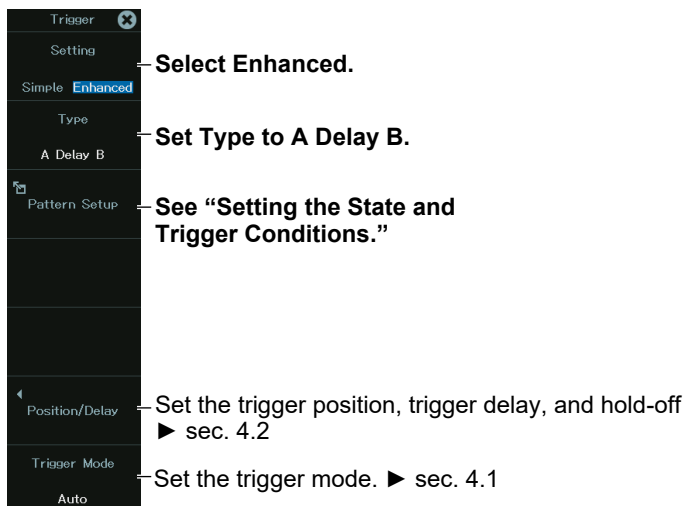 Trigger
Setting
Select Enhanced.
Simple Enhanced
Type
Set Type to A Delay B.
A Delay B
Pattern Setup
See “Setting the State and
Trigger Conditions.”
Position/Delay
Set the trigger position, trigger delay, and hold-off
► sec. 4.2
Trigger Mode
Set the trigger mode. ► sec. 4.1
Auto